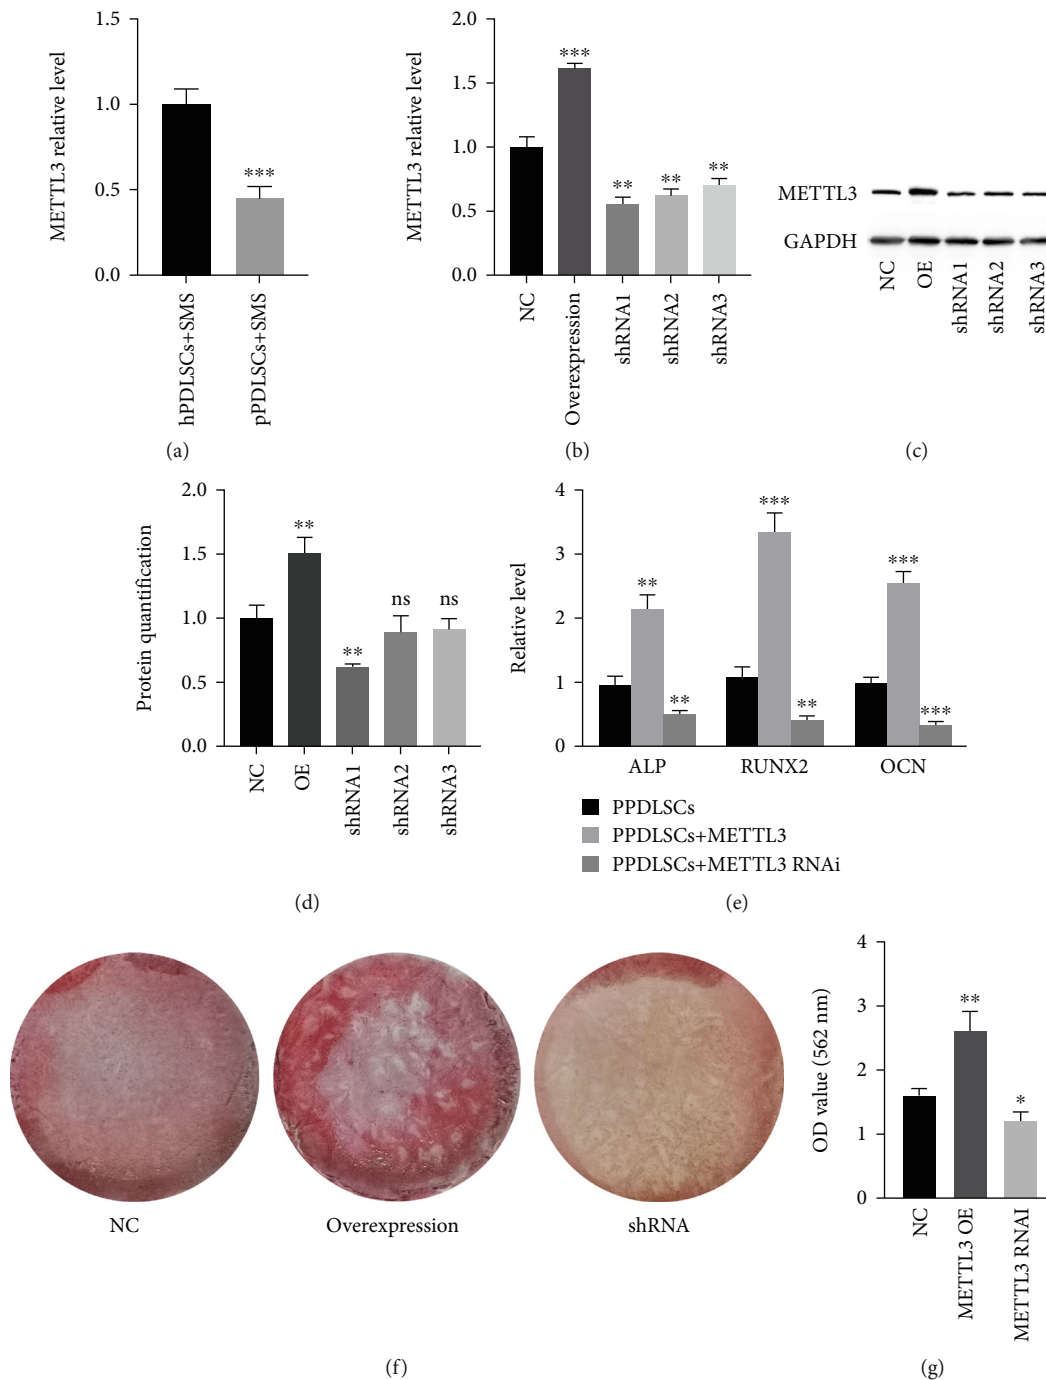 METTL3 relative level
1.5
1.0
0.5
0.0
***
hPDLSCs+SMS
pPDLSCs+SMS
(a)
METTL3 relative level
2.0
1.5
1.0
0.5
0.0
***
**
**
**
NC
Overexpression
shRNA1
shRNA2
shRNA3
(b)
METTL3
GAPDH
NC
OE
shRNA1
shRNA2
shRNA3
(c)
Protein quantification
2.0
1.5
1.0
0.5
0.0
**
**
ns
ns
NC
OE
shRNA1
shRNA2
shRNA3
(d)
Relative level
4
3
2
1
0
**
**
***
**
***
***
ALP
RUNX2
OCN
PPDLSCs
PPDLSCs+METTL3
PPDLSCs+METTL3 RNAi
(e)
NC
Overexpression
shRNA
(f)
OD value (562 nm)
4
3
2
1
0
**
*
NC
METTL3 OE
METTL3 RNAI
(g)